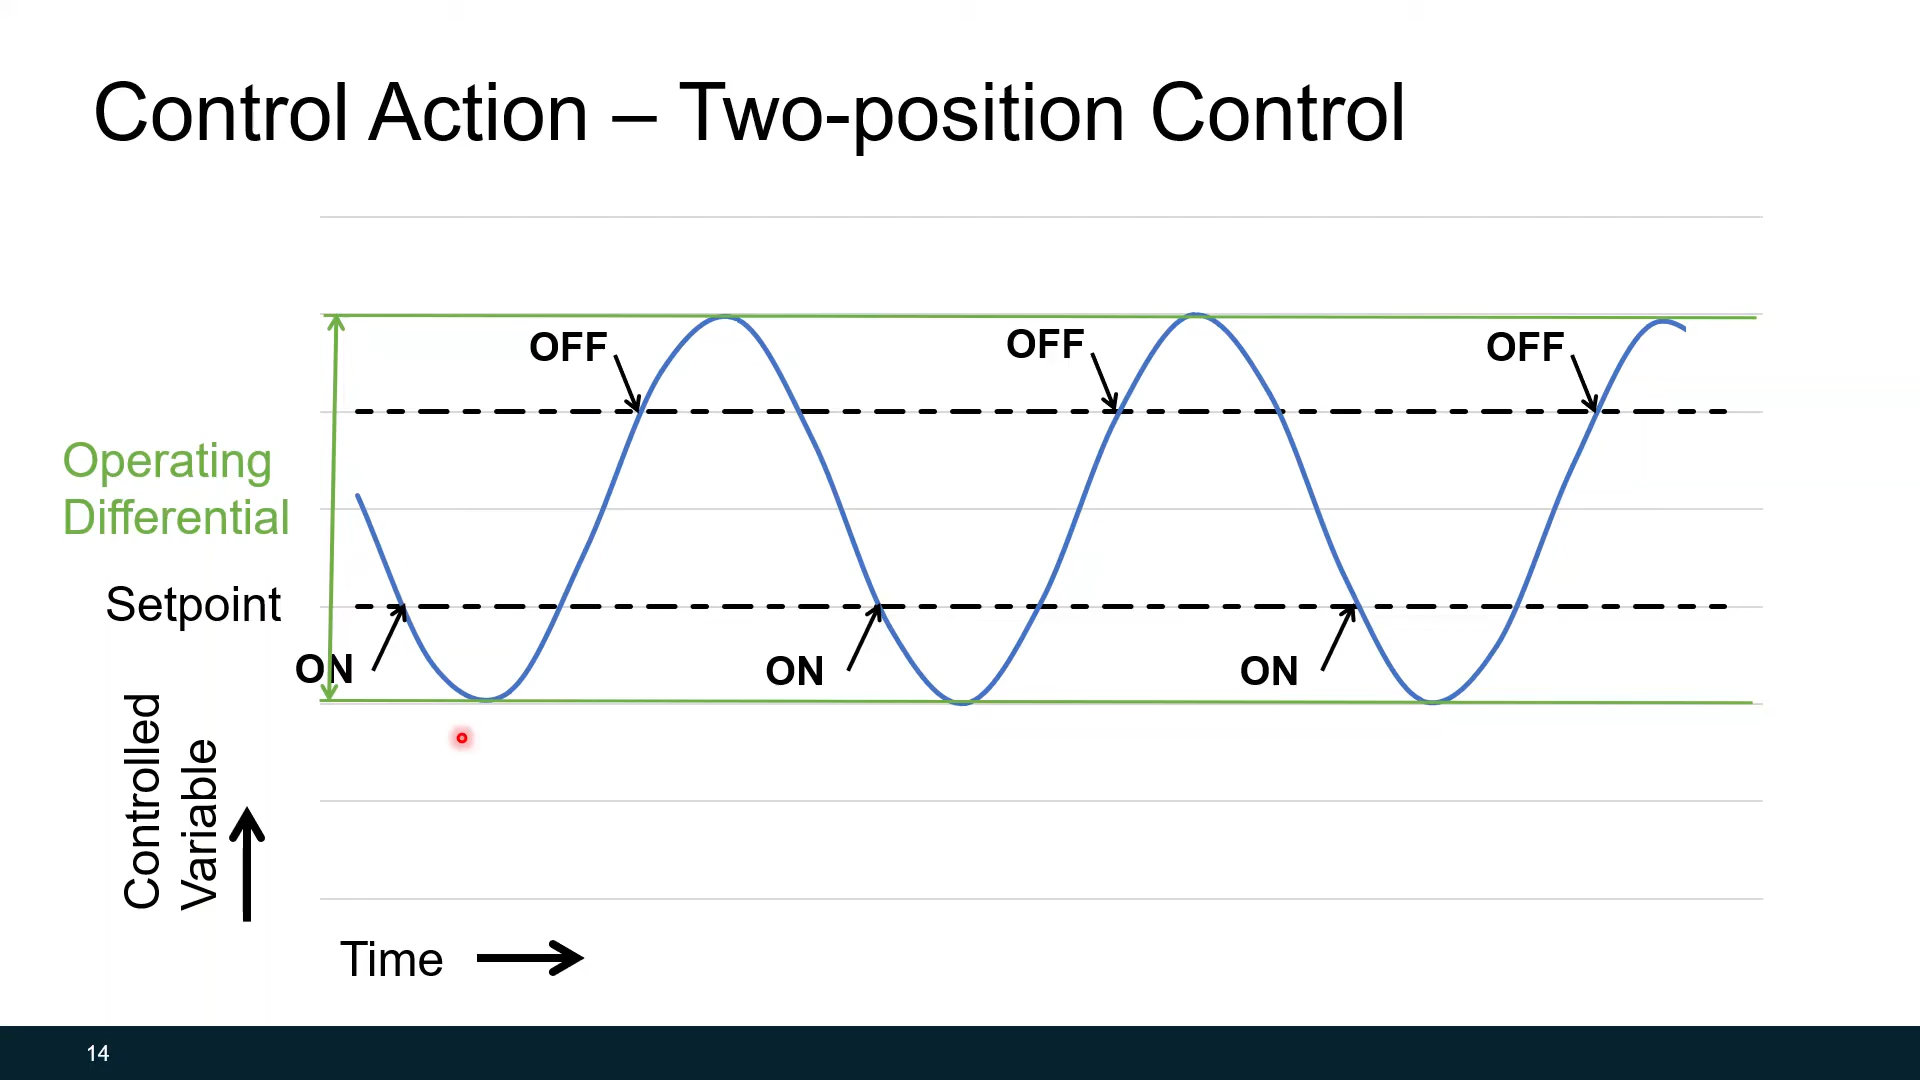 Control Action – Two-position Control
OFF
OFF
OFF
Operating
Differential
Setpoint
ON
ON
ON
Controlled
Variable
Time
14